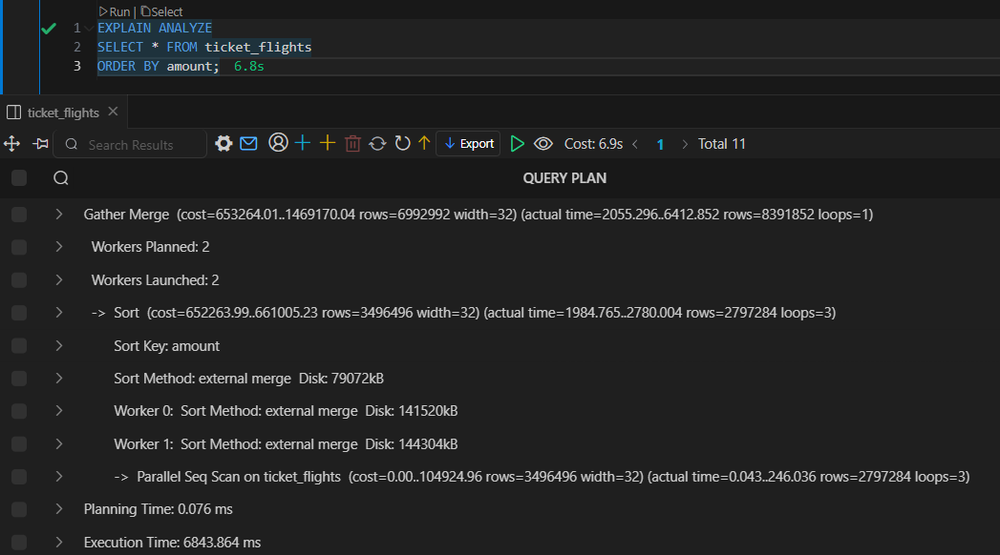 Run | Select
1 EXPLAIN ANALYZE
2 SELECT * FROM ticket_flights
3 ORDER BY amount; 6.8s
ticket_flights
Search Results Export Cost: 6.9s 1 Total 11
QUERY PLAN
Gather Merge (cost=653264.01..1469170.04 rows=6992992 width=32) (actual time=2055.296..6412.852 rows=8391852 loops=1)
Workers Planned: 2
Workers Launched: 2
-> Sort (cost=652263.99..661005.23 rows=3496496 width=32) (actual time=1984.765..2780.004 rows=2797284 loops=3)
Sort Key: amount
Sort Method: external merge Disk: 79072kB
Worker 0: Sort Method: external merge Disk: 141520kB
Worker 1: Sort Method: external merge Disk: 144304kB
-> Parallel Seq Scan on ticket_flights (cost=0.00..104924.96 rows=3496496 width=32) (actual time=0.043..246.036 rows=2797284 loops=3)
Planning Time: 0.076 ms
Execution Time: 6843.864 ms